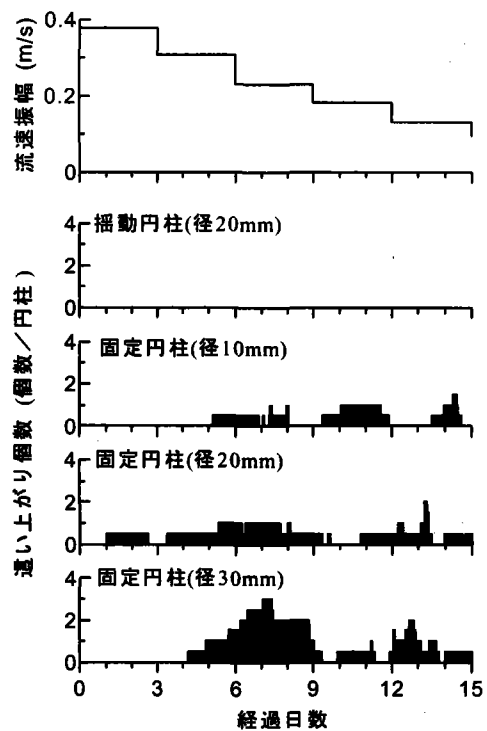 流速振幅 (m/s)
0.4
0.2
0
這い上がり個数 (個数／円柱)
揺動円柱(径20mm)
4
2
0
固定円柱(径10mm)
4
2
0
固定円柱(径20mm)
4
2
0
固定円柱(径30mm)
4
2
0
0 3 6 9 12 15
経過日数